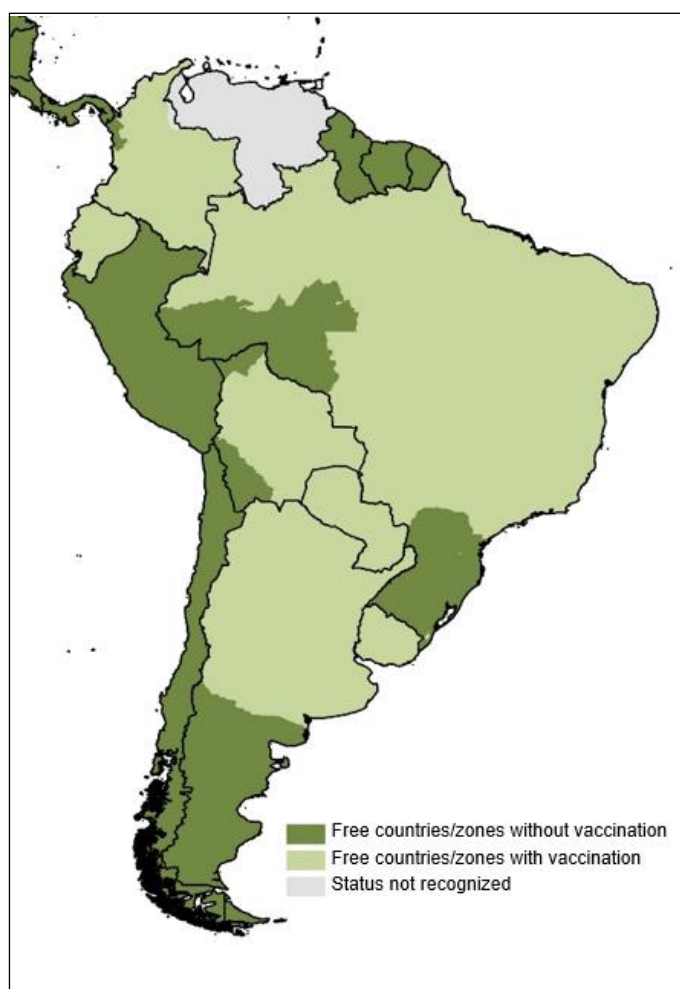 Free countries/zones without vaccination
Free countries/zones with vaccination
Status not recognized